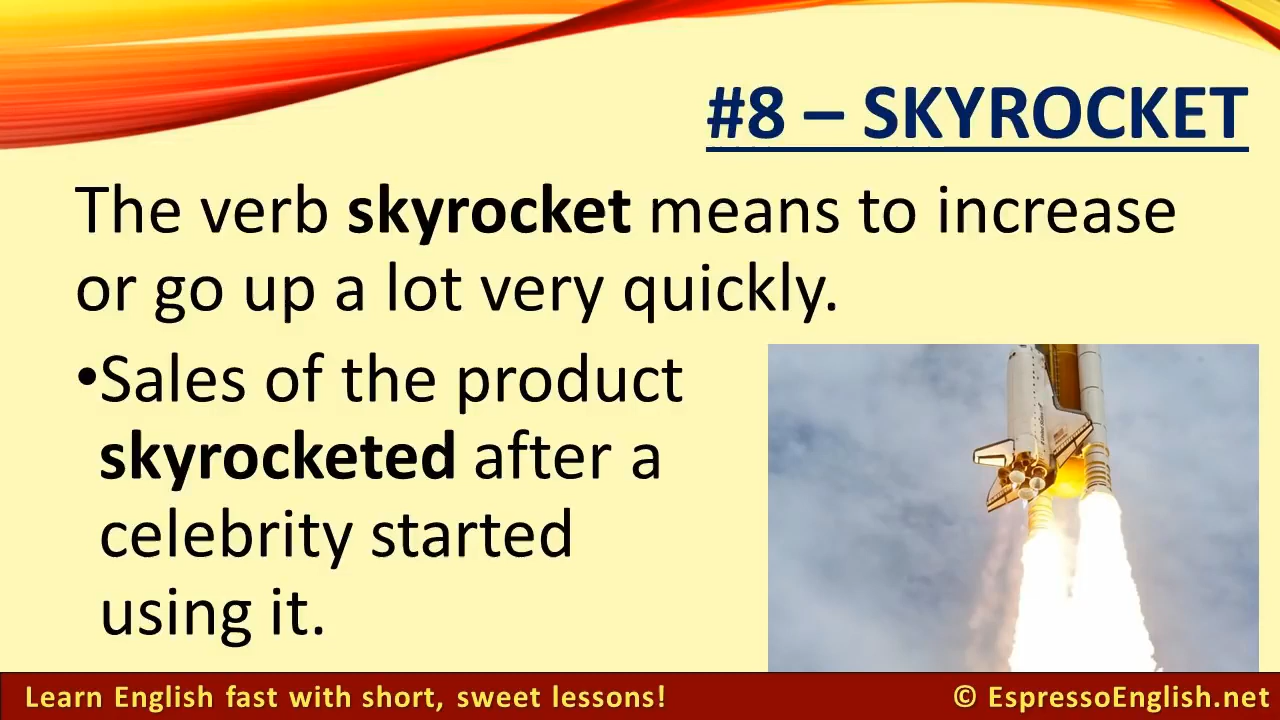 #8 – SKYROCKET
The verb skyrocket means to increase
or go up a lot very quickly.
•Sales of the product
skyrocketed after a
celebrity started
using it.
Learn English fast with short, sweet lessons!
© EspressoEnglish.net